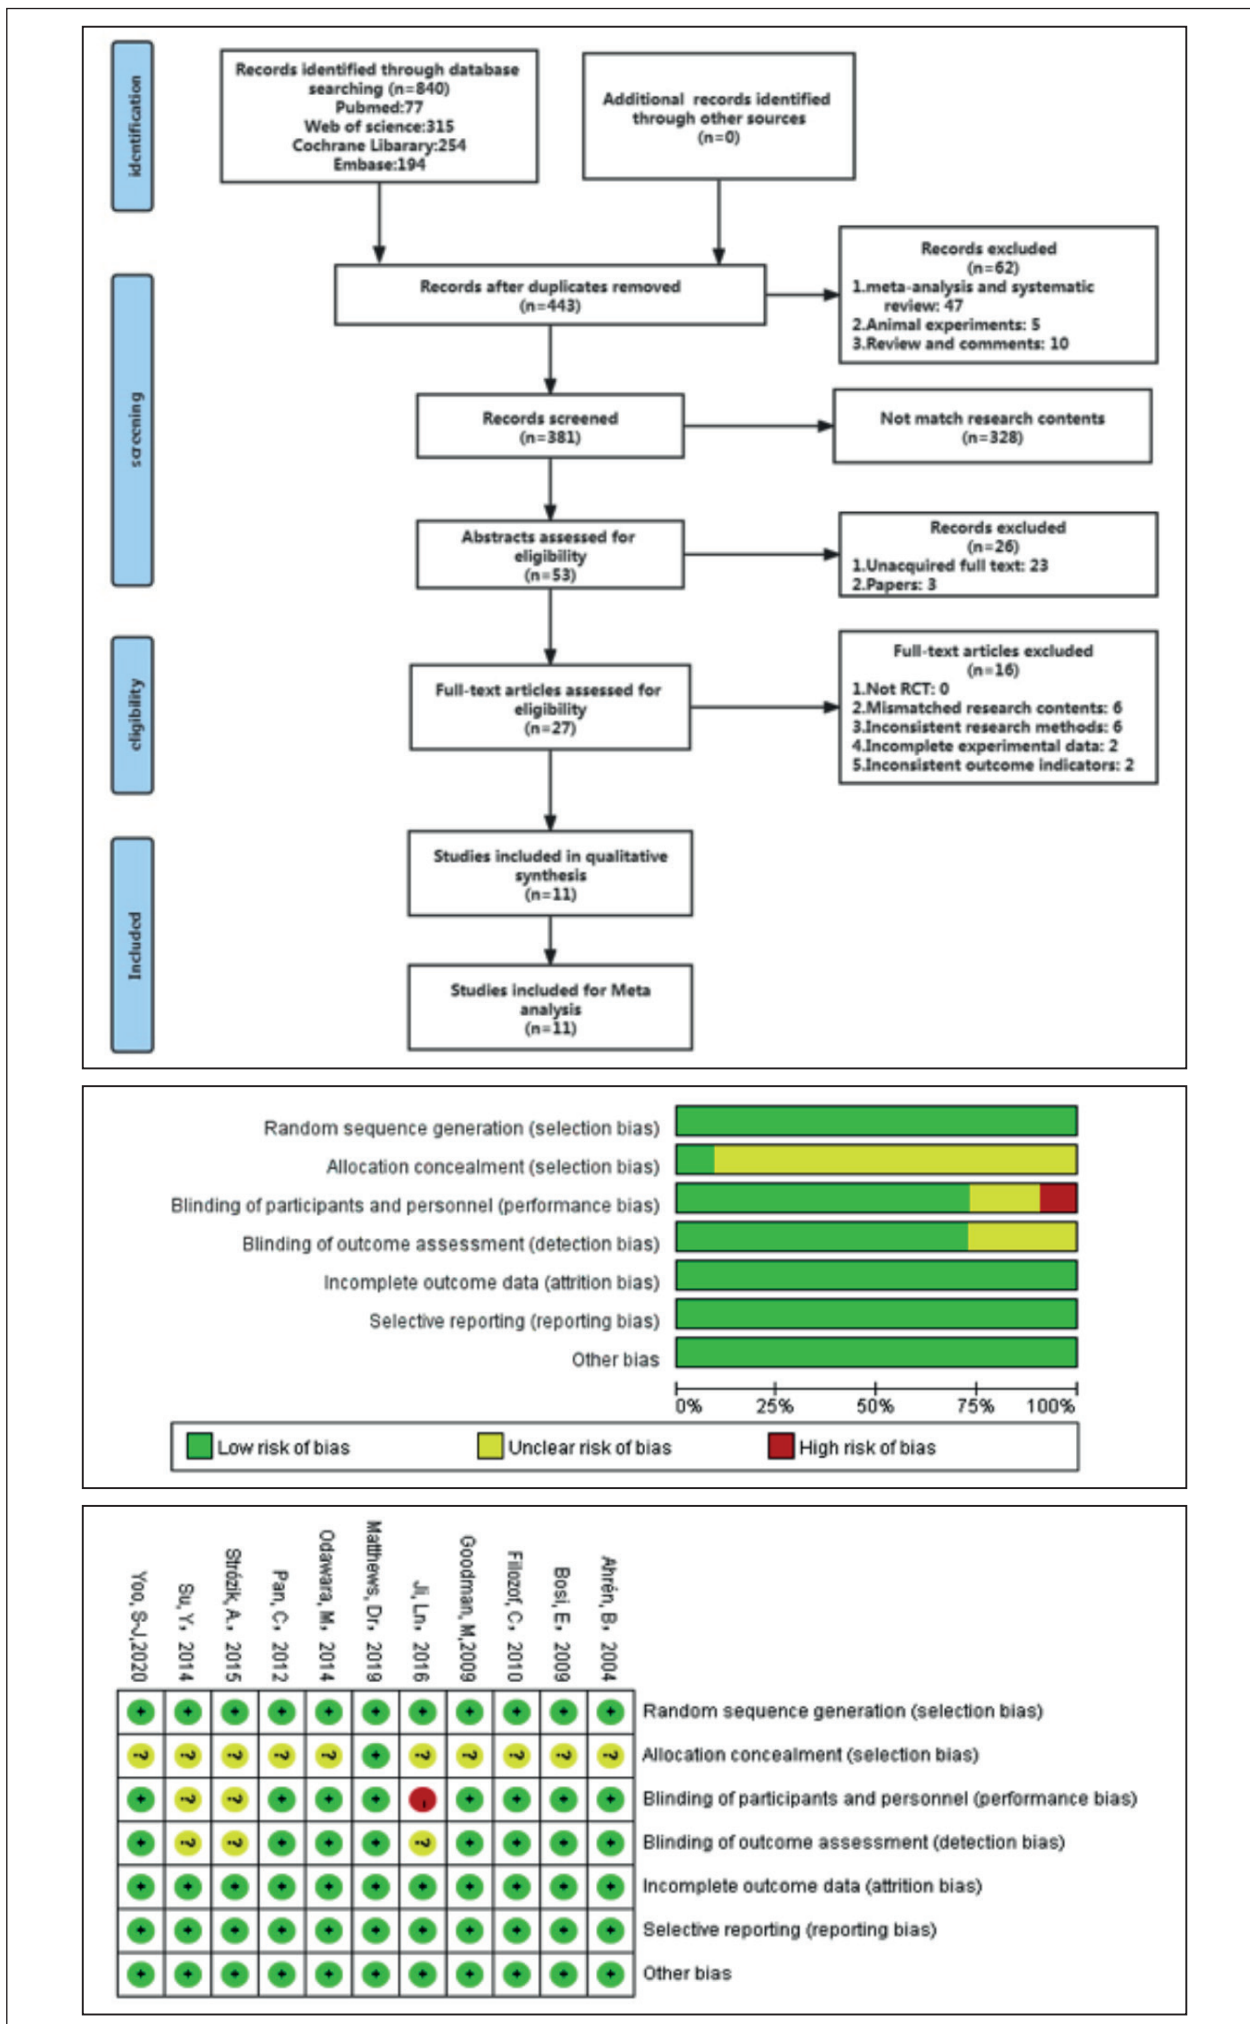 identification
Records identified through database
searching (n=840)
Pubmed:77
Web of science:315
Cochrane Libarary:254
Embase:194
Additional records identified
through other sources
(n=0)
screening
Records after duplicates removed
(n=443)
Records excluded
(n=62)
1.meta-analysis and systematic
review: 47
2.Animal experiments: 5
3.Review and comments: 10
Records screened
(n=381)
Not match research contents
(n=328)
Abstracts assessed for
eligibility
(n=53)
Records excluded
(n=26)
1.Unacquired full text: 23
2.Papers: 3
eligibility
Full-text articles assessed for
eligibility
(n=27)
Full-text articles excluded
(n=16)
1.Not RCT: 0
2.Mismatched research contents: 6
3.Inconsistent research methods: 6
4.Incomplete experimental data: 2
5.Inconsistent outcome indicators: 2
Included
Studies included in qualitative
synthesis
(n=11)
Studies included for Meta
analysis
(n=11)
Random sequence generation (selection bias)
Allocation concealment (selection bias)
Blinding of participants and personnel (performance bias)
Blinding of outcome assessment (detection bias)
Incomplete outcome data (attrition bias)
Selective reporting (reporting bias)
Other bias
0% 25% 50% 75% 100%
Low risk of bias Unclear risk of bias High risk of bias
Yoo, S-J,2020
Su, Y, 2014
Strózik, A., 2015
Pan, C, 2012
Odawara, M, 2014
Matthews, Dr, 2019
Ji, Ln, 2016
Goodman, M,2009
Filozof, C, 2010
Bosi, E, 2009
Ahrén, B, 2004
+ + + + + + + + + + + Random sequence generation (selection bias)
? ? ? ? ? + ? ? ? ? ? Allocation concealment (selection bias)
+ ? ? + + + - + + + + Blinding of participants and personnel (performance bias)
+ ? ? + + + ? + + + + Blinding of outcome assessment (detection bias)
+ + + + + + + + + + + Incomplete outcome data (attrition bias)
+ + + + + + + + + + + Selective reporting (reporting bias)
+ + + + + + + + + + + Other bias